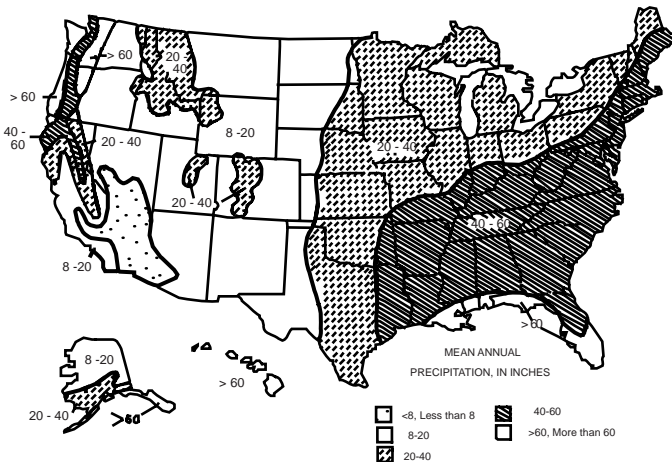 > 60
20 -
40
> 60
40 -
60
20 - 40
8 -20
20 - 40
20 - 40
40 - 60
8 -20
>60
8 -20
20 - 40
>60
> 60
MEAN ANNUAL
PRECIPITATION, IN INCHES
<8, Less than 8
8-20
20-40
40-60
>60, More than 60